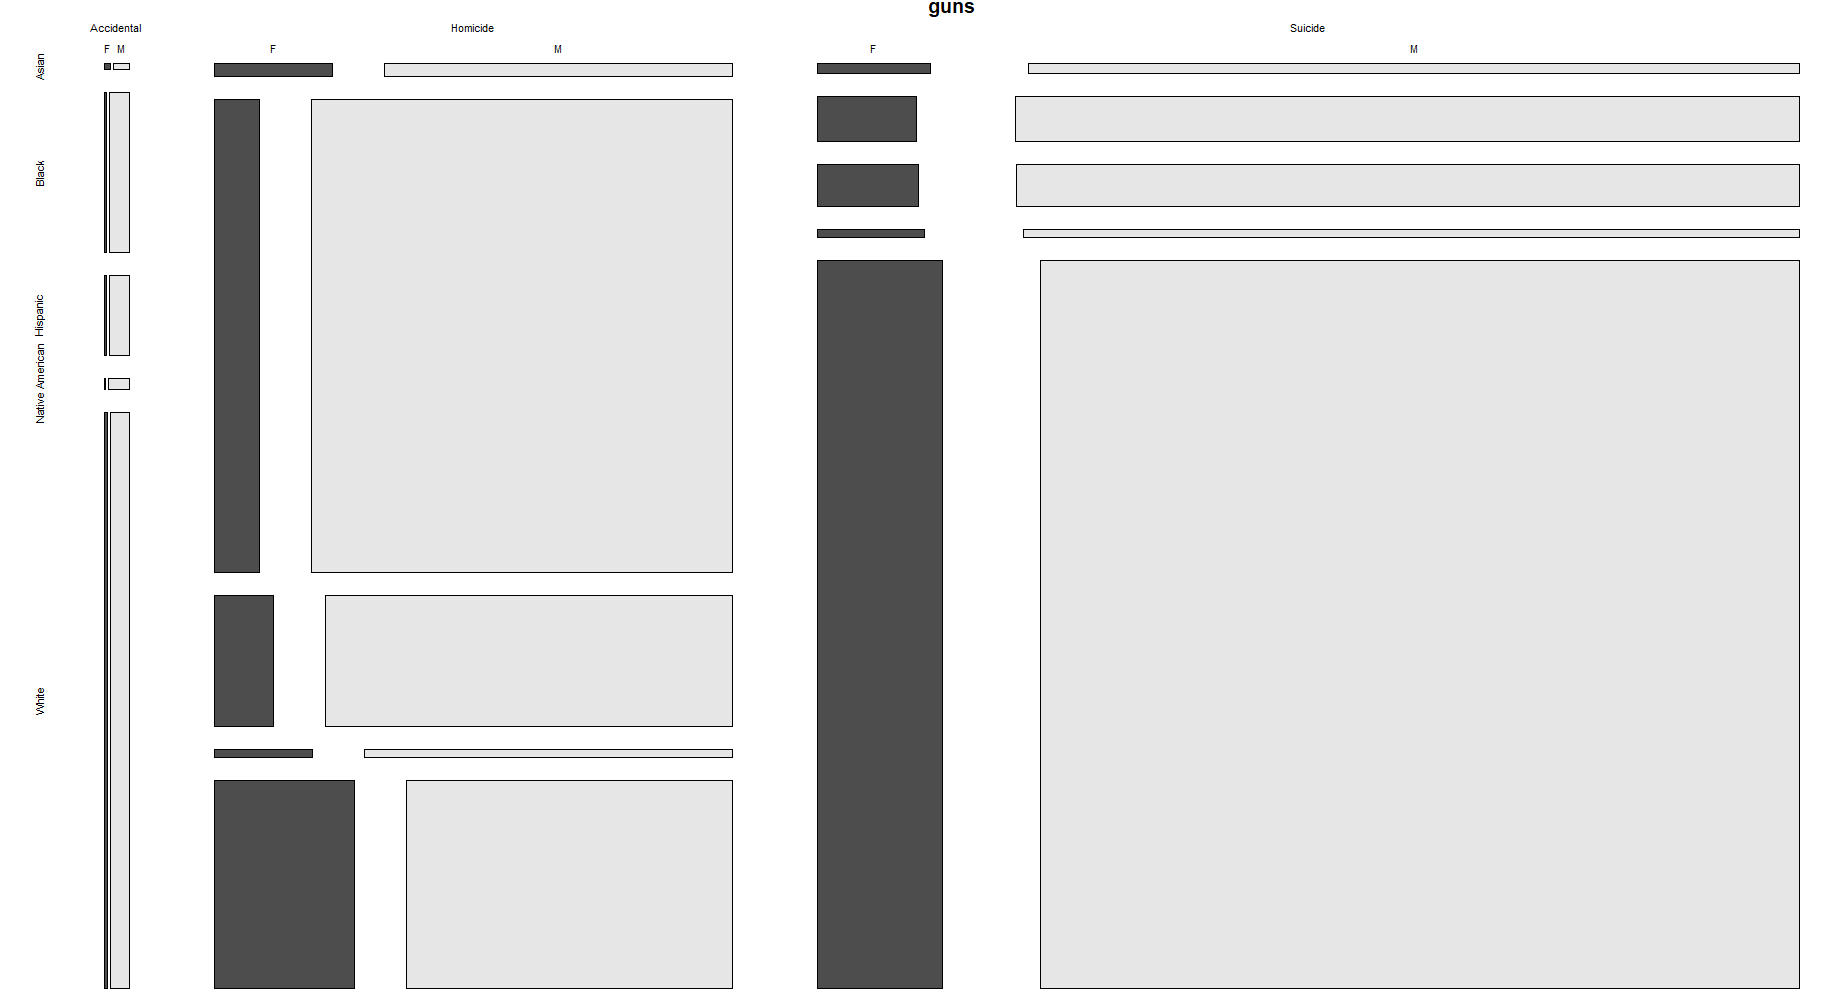 guns
Accidental Homicide Suicide
F M F M F M
Asian
Black
Hispanic
Native American
White